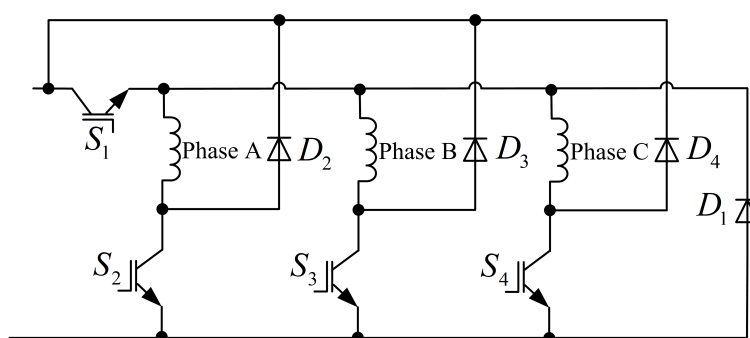 S1
Phase A
D2
Phase B
D3
Phase C
D4
D1
S2
S3
S4